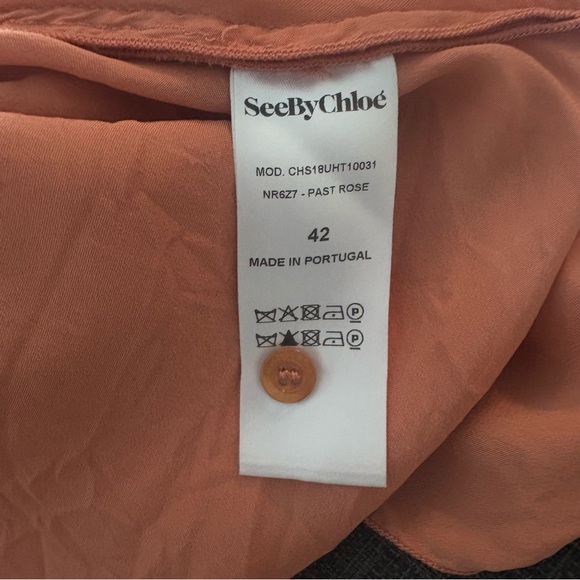 SeeByChloé
MOD. CHS18UHT10031
NR6Z7 - PAST ROSE
42
MADE IN PORTUGAL
P
P